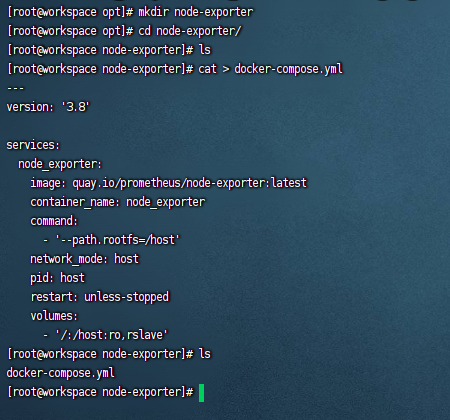 [root@workspace opt]# mkdir node-exporter
[root@workspace opt]# cd node-exporter/
[root@workspace node-exporter]# ls
[root@workspace node-exporter]# cat > docker-compose.yml
---
version: '3.8'

services:
  node_exporter:
    image: quay.io/prometheus/node-exporter:latest
    container_name: node_exporter
    command:
      - '--path.rootfs=/host'
    network_mode: host
    pid: host
    restart: unless-stopped
    volumes:
      - '/:/host:ro,rslave'
[root@workspace node-exporter]# ls
docker-compose.yml
[root@workspace node-exporter]#